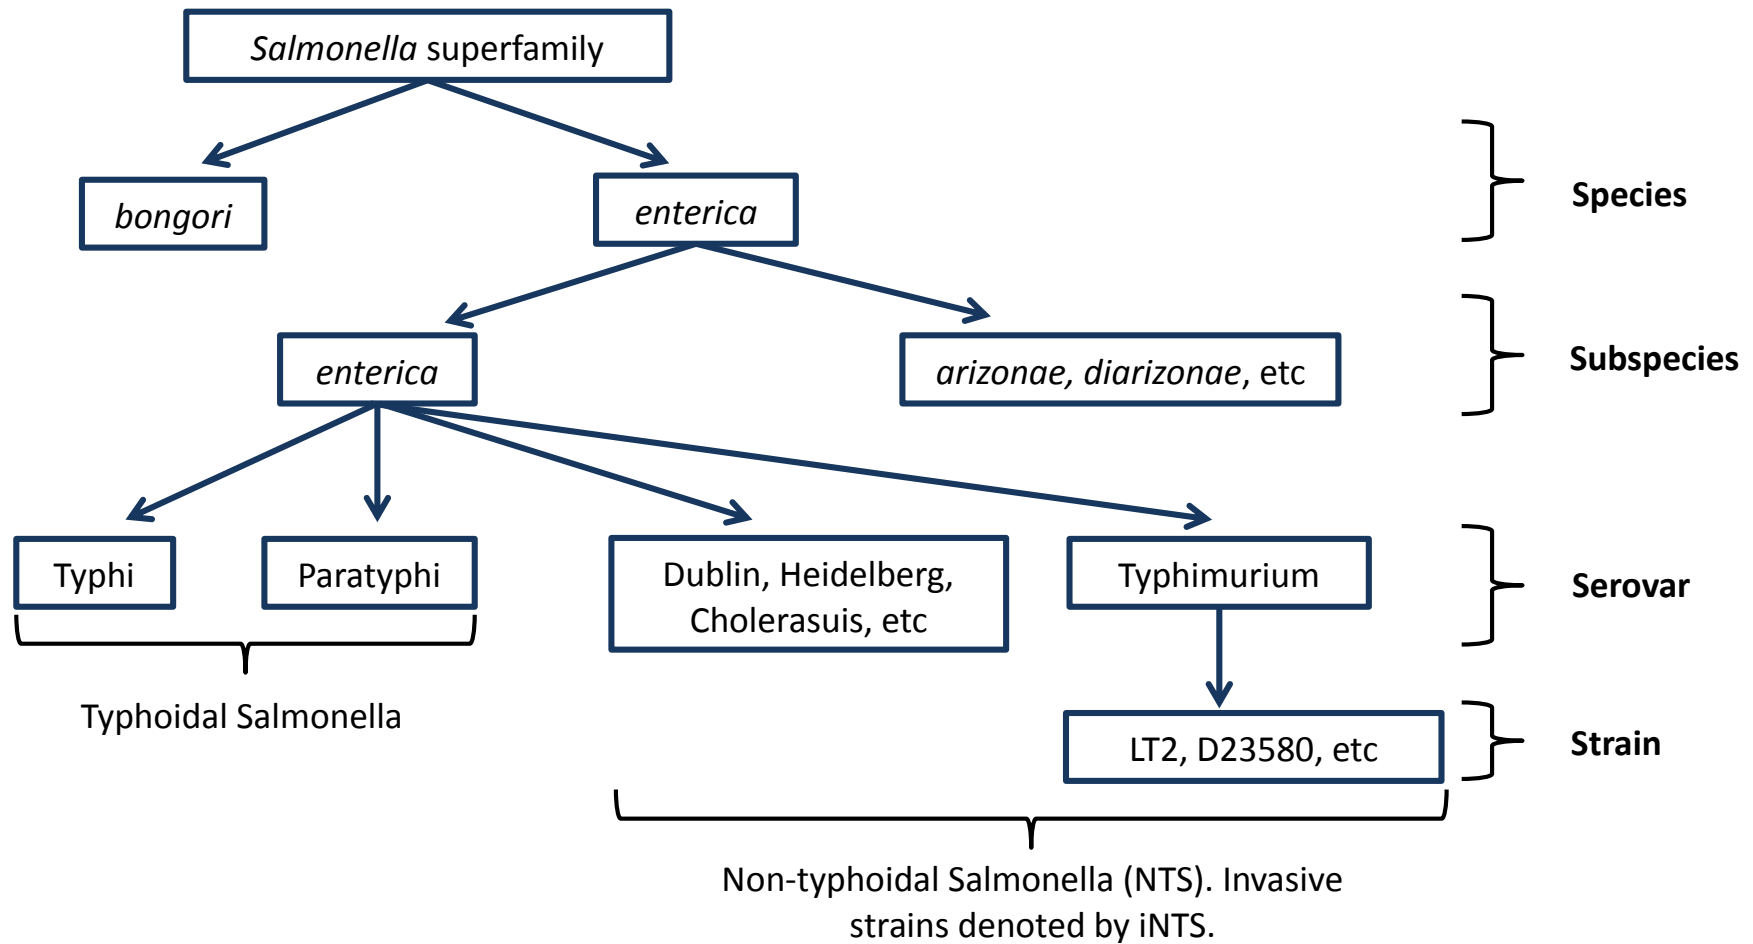 Salmonella superfamily
bongori
enterica
Species
enterica
arizonae, diarizonae, etc
Subspecies
Typhi
Paratyphi
Dublin, Heidelberg,
Cholerasuis, etc
Typhimurium
Serovar
Typhoidal Salmonella
LT2, D23580, etc
Strain
Non-typhoidal Salmonella (NTS). Invasive
strains denoted by iNTS.